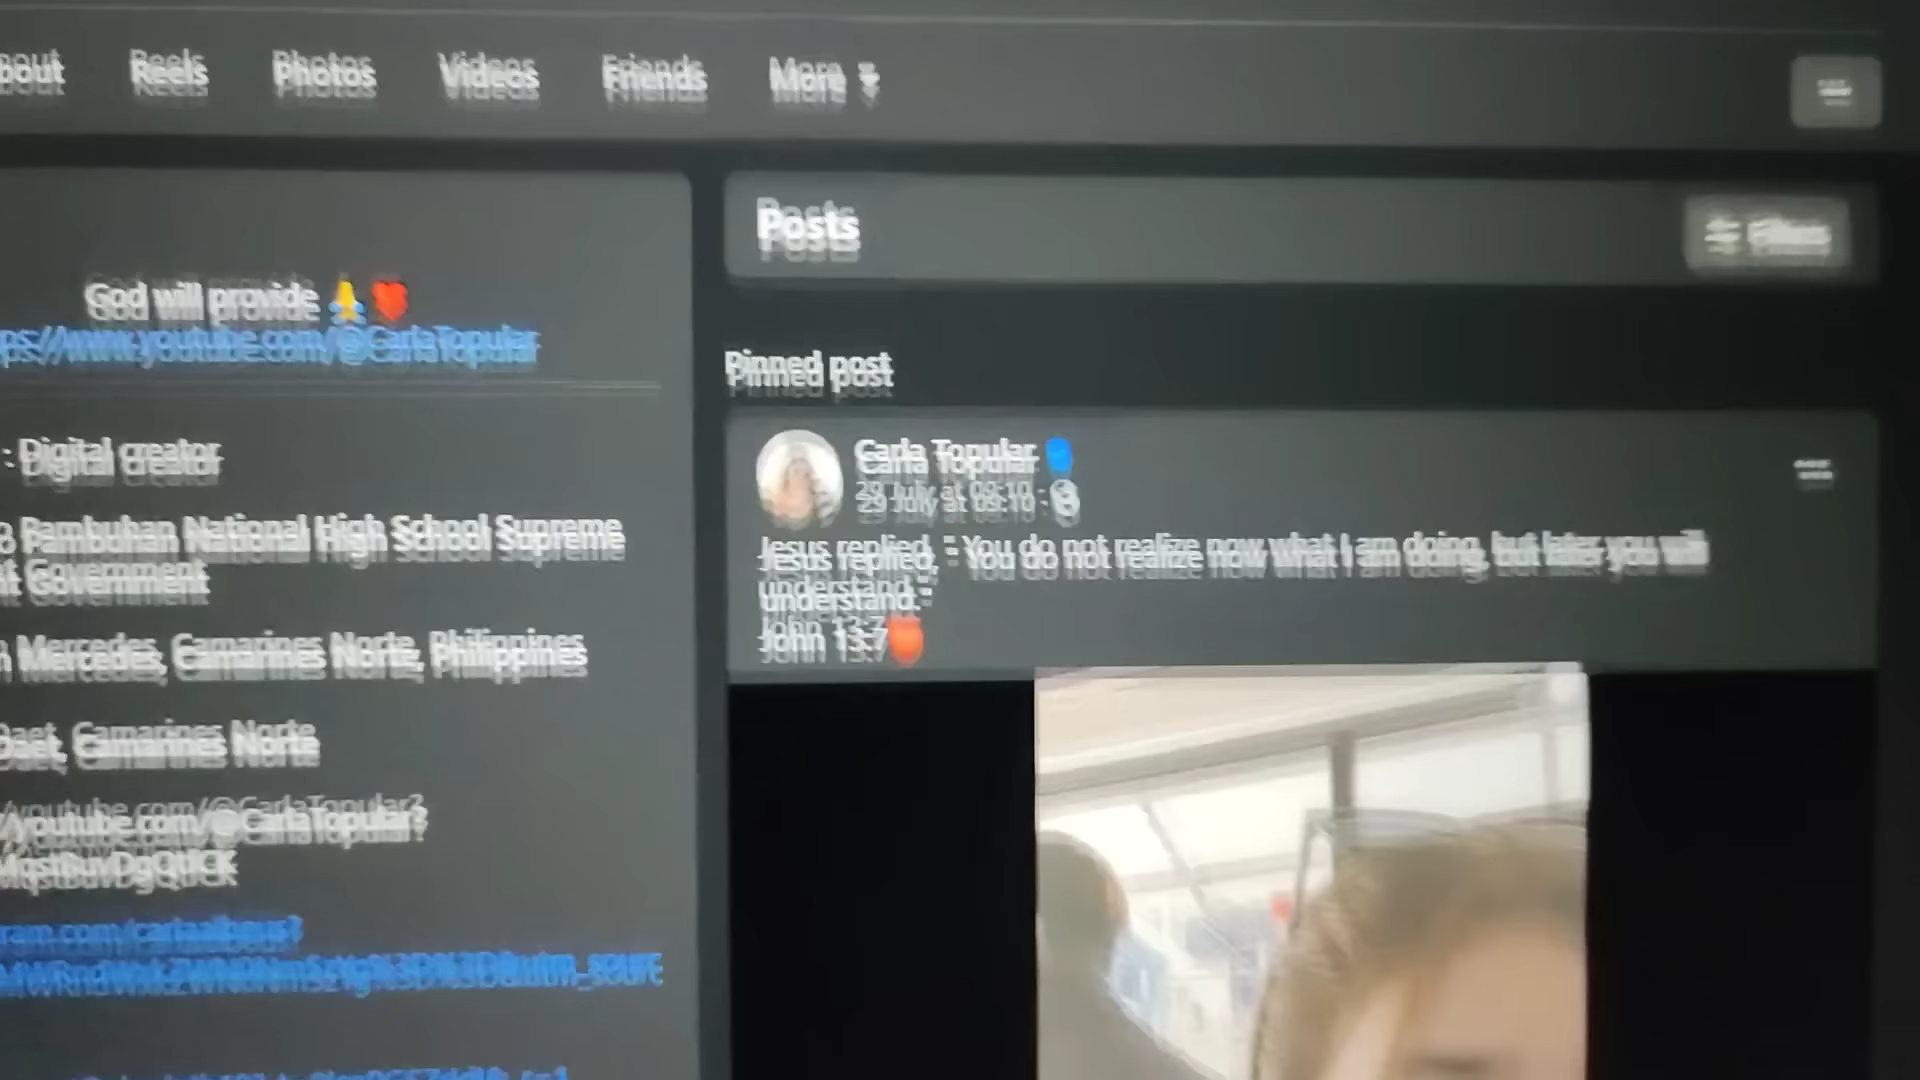 bout Reels Photos Videos Friends More
Posts
Filters
God will provide
ps://www.youtube.com/@CarlaTopular
: Digital creator
Pambuhan National High School Supreme
t Government
Mercedes, Camarines Norte, Philippines
Daet, Camarines Norte
/youtube.com/@CarlaTopular?
Pinned post
Carla Topular
29 July at 09:10 ·
Jesus replied, " You do not realize now what I am doing, but later you will
understand."
John 13:7